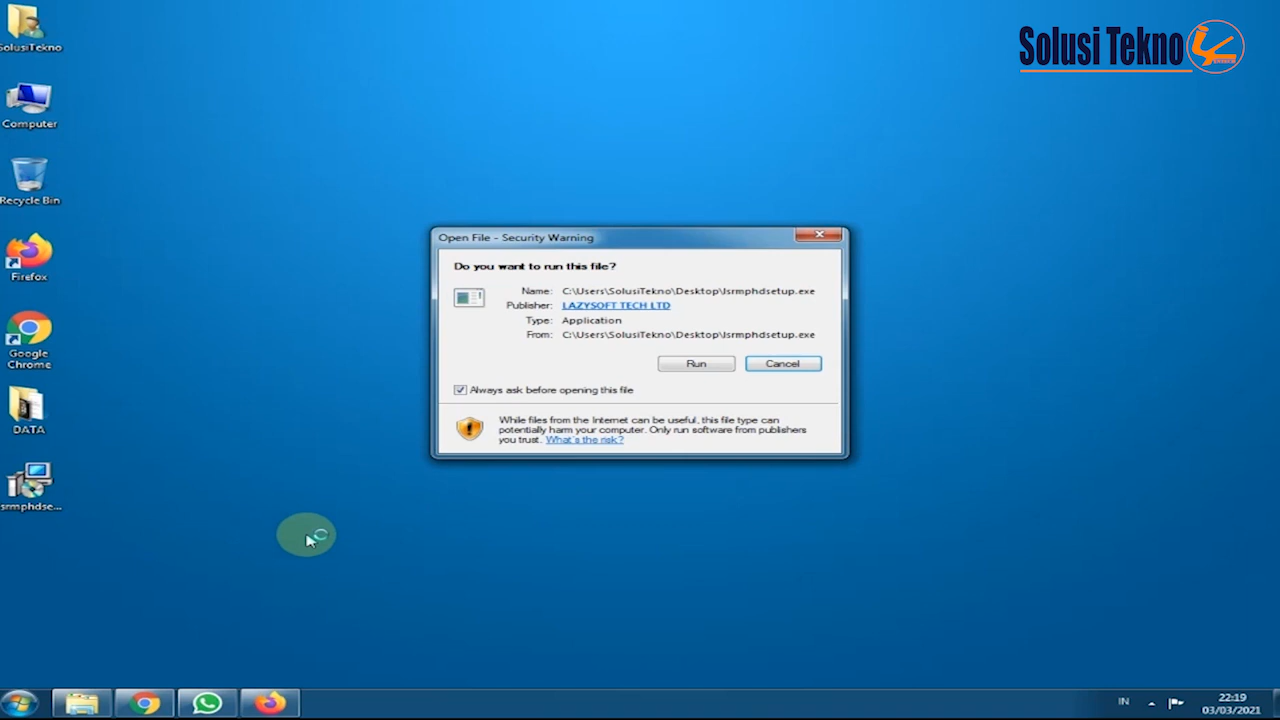 Solusi Tekno
SolusiTekno
Computer
Recycle Bin
Firefox
Google
Chrome
DATA
srmphdse...
Open File - Security Warning
Do you want to run this file?
Name: C:\Users\SolusiTekno\Desktop\lsrmphdsetup.exe
Publisher: LAZYSOFT TECH LTD
Type: Application
From: C:\Users\SolusiTekno\Desktop\lsrmphdsetup.exe
Run Cancel
Always ask before opening this file
While files from the Internet can be useful, this file type can
potentially harm your computer. Only run software from publishers
you trust. What's the risk?
IN
22:19
03/03/2021